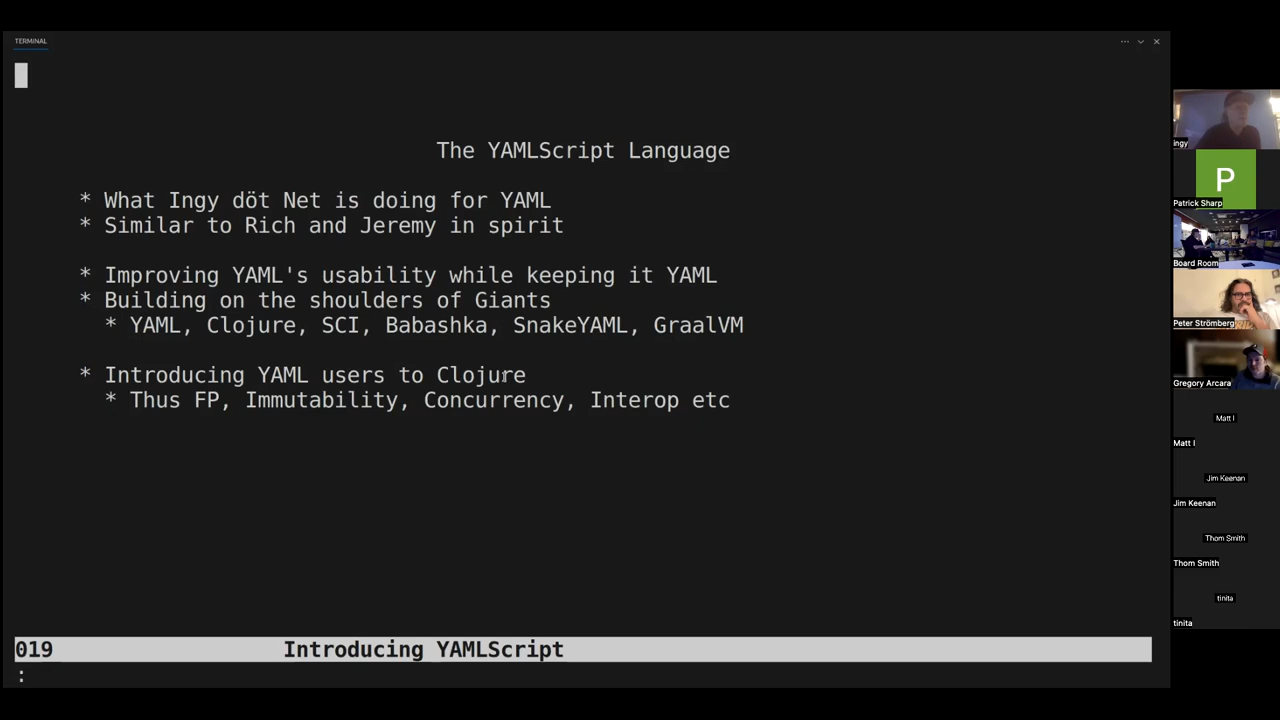 TERMINAL
The YAMLScript Language
* What Ingy döt Net is doing for YAML
* Similar to Rich and Jeremy in spirit
* Improving YAML's usability while keeping it YAML
* Building on the shoulders of Giants
* YAML, Clojure, SCI, Babashka, SnakeYAML, GraalVM
* Introducing YAML users to Clojure
* Thus FP, Immutability, Concurrency, Interop etc
019 Introducing YAMLScript
:
ingy
P
Patrick Sharp
Board Room
Peter Strömberg
Gregory Arcara
Matt I
Matt I
Jim Keenan
Jim Keenan
Thom Smith
Thom Smith
tinita
tinita